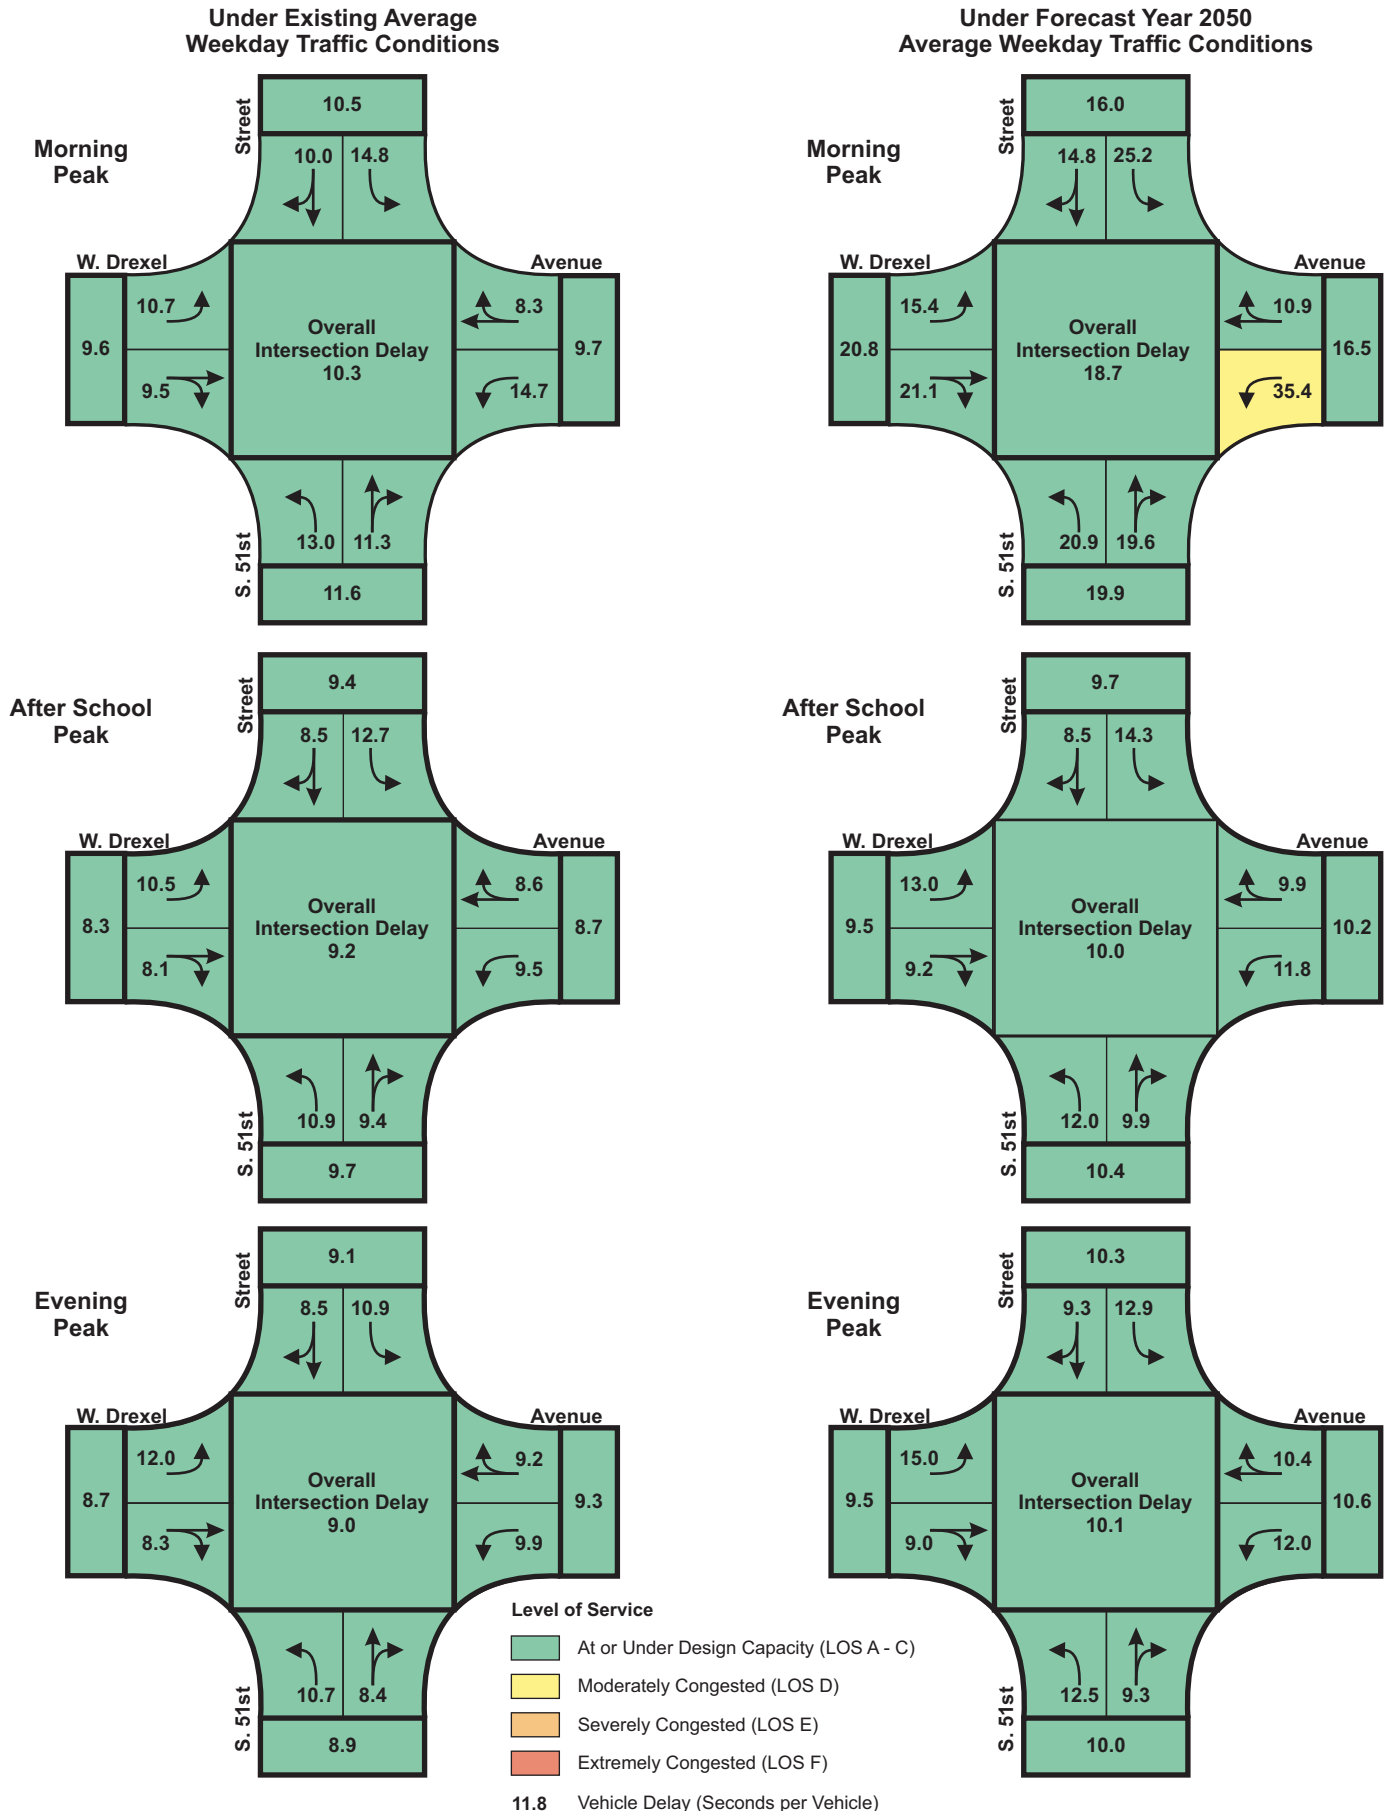 Under Existing Average
Weekday Traffic Conditions
Under Forecast Year 2050
Average Weekday Traffic Conditions
Morning
Peak
Street
10.5
10.0 14.8
W. Drexel
Avenue
10.7
8.3
9.6
Overall
Intersection Delay
10.3
9.7
9.5
14.7
13.0 11.3
S. 51st
11.6
Morning
Peak
Street
16.0
14.8 25.2
W. Drexel
Avenue
15.4
10.9
20.8
Overall
Intersection Delay
18.7
16.5
21.1
35.4
20.9 19.6
S. 51st
19.9
After School
Peak
Street
9.4
8.5 12.7
W. Drexel
Avenue
10.5
8.6
8.3
Overall
Intersection Delay
9.2
8.7
8.1
9.5
10.9 9.4
S. 51st
9.7
After School
Peak
Street
9.7
8.5 14.3
W. Drexel
Avenue
13.0
9.9
9.5
Overall
Intersection Delay
10.0
10.2
9.2
11.8
12.0 9.9
S. 51st
10.4
Evening
Peak
Street
9.1
8.5 10.9
W. Drexel
Avenue
12.0
9.2
8.7
Overall
Intersection Delay
9.0
9.3
8.3
9.9
10.7 8.4
S. 51st
8.9
Evening
Peak
Street
10.3
9.3 12.9
W. Drexel
Avenue
15.0
10.4
9.5
Overall
Intersection Delay
10.1
10.6
9.0
12.0
12.5 9.3
S. 51st
10.0
Level of Service
At or Under Design Capacity (LOS A - C)
Moderately Congested (LOS D)
Severely Congested (LOS E)
Extremely Congested (LOS F)
11.8 Vehicle Delay (Seconds per Vehicle)